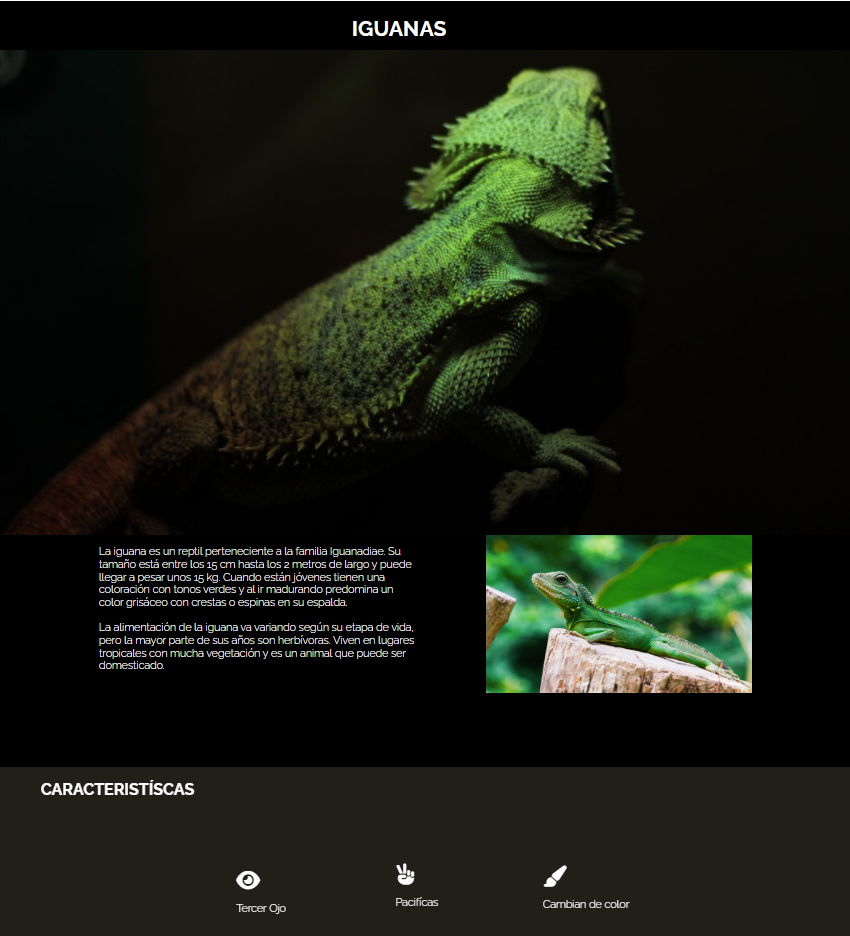 IGUANAS
La iguana es un reptil perteneciente a la familia Iguanadiae. Su
tamaño está entre los 15 cm hasta los 2 metros de largo y puede
llegar a pesar unos 15 kg. Cuando están jóvenes tienen una
coloración con tonos verdes y al ir madurando predomina un
color grisáceo con crestas o espinas en su espalda.
La alimentación de la iguana va variando según su etapa de vida,
pero la mayor parte de sus años son herbívoras. Viven en lugares
tropicales con mucha vegetación y es un animal que puede ser
domesticado.
CARACTERISTÍSCAS
Tercer Ojo
Pacifícas
Cambian de color